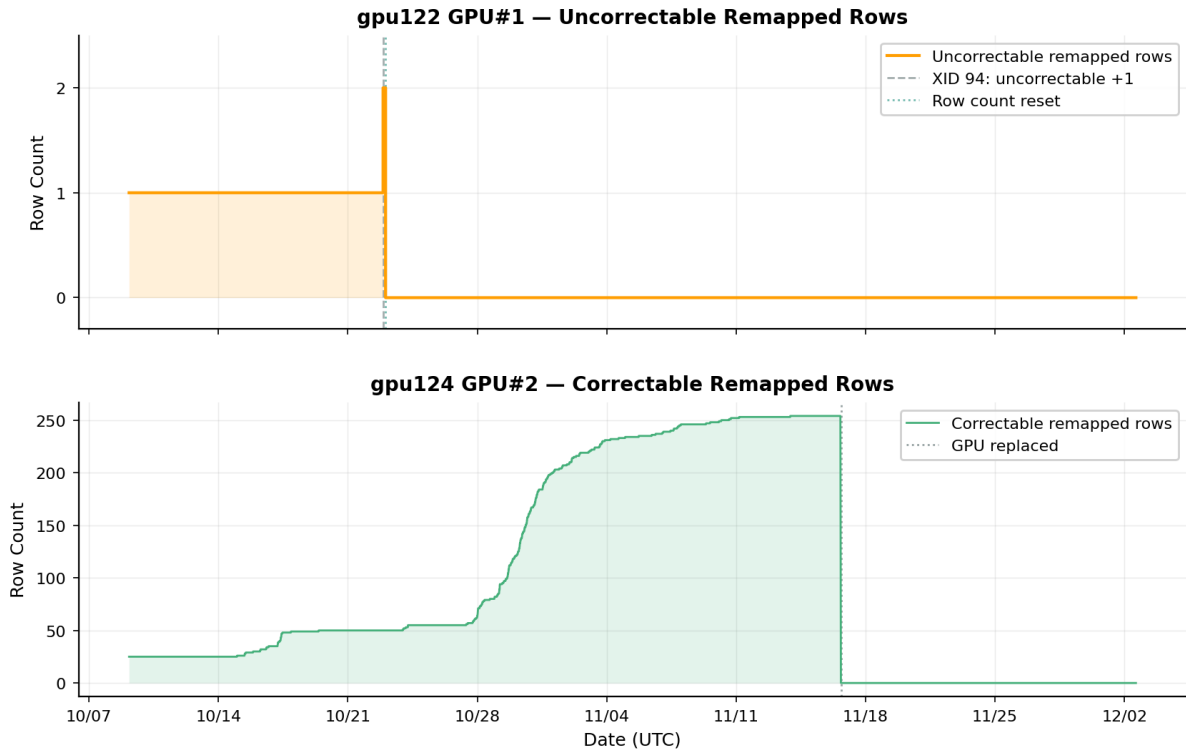 gpu122 GPU#1 — Uncorrectable Remapped Rows
Uncorrectable remapped rows
XID 94: uncorrectable +1
Row count reset
2
1
0
Row Count
gpu124 GPU#2 — Correctable Remapped Rows
Correctable remapped rows
GPU replaced
250
200
150
100
50
0
Row Count
10/07 10/14 10/21 10/28 11/04 11/11 11/18 11/25 12/02
Date (UTC)